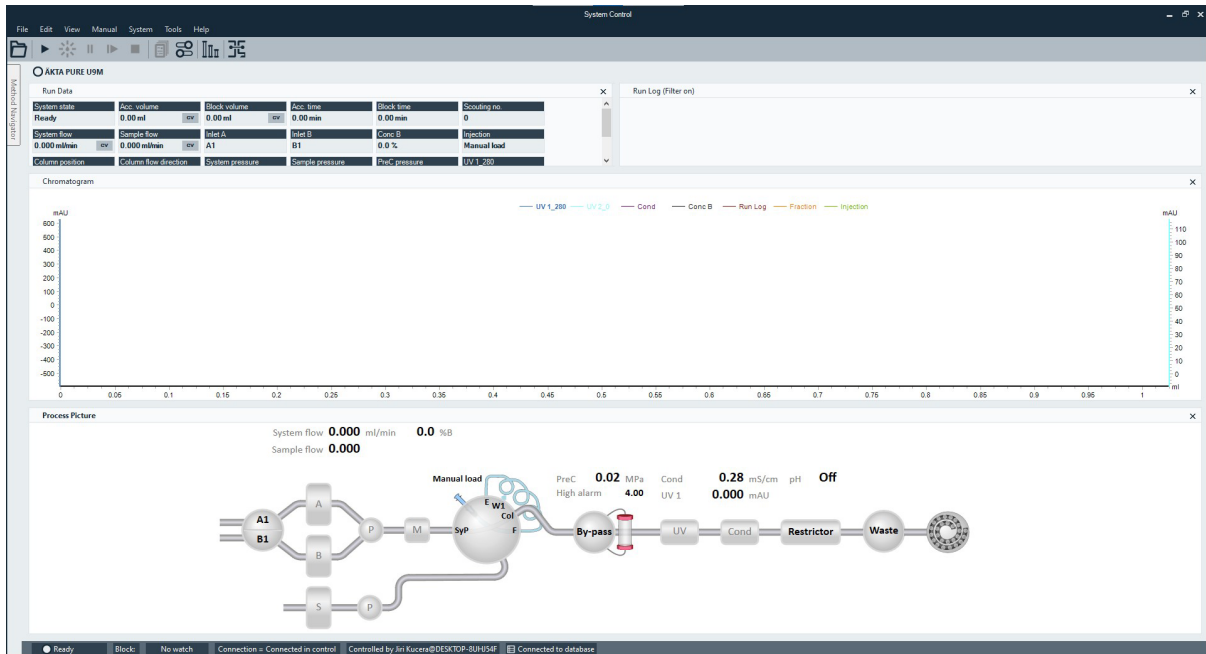 System Control
File Edit View Manual System Tools Help
Method Navigator
ÄKTA PURE U9M
Run Data
Run Log (Filter on)
System state Acc. volume Block volume Acc. time Block time Scouting no.
Ready 0.00 ml CV 0.00 ml CV 0.00 min 0.00 min 0
System flow Sample flow Inlet A Inlet B Conc B Injection
0.000 ml/min CV 0.000 ml/min CV A1 B1 0.0 % Manual load
Column position Column flow direction System pressure Sample pressure PreC pressure UV 1_280
Chromatogram
UV 1_280 UV 2_0 Cond Conc B Run Log Fraction Injection
mAU mAU
600
500
400
300
200
100
0
-100
-200
-300
-400
-500
110
100
90
80
70
60
50
40
30
20
10
0
ml
0 0.05 0.1 0.15 0.2 0.25 0.3 0.35 0.4 0.45 0.5 0.55 0.6 0.65 0.7 0.75 0.8 0.85 0.9 0.95 1
Process Picture
System flow 0.000 ml/min 0.0 %B
Sample flow 0.000
Manual load
PreC 0.02 MPa Cond 0.28 mS/cm pH Off
High alarm 4.00 UV 1 0.000 mAU
E W1
Col
SyP F
A
A1
B1
B
P M
By-pass UV Cond Restrictor Waste
S P
Ready Block: No watch Connection = Connected in control Controlled by Jiri Kucera@DESKTOP-8UHJ54F Connected to database